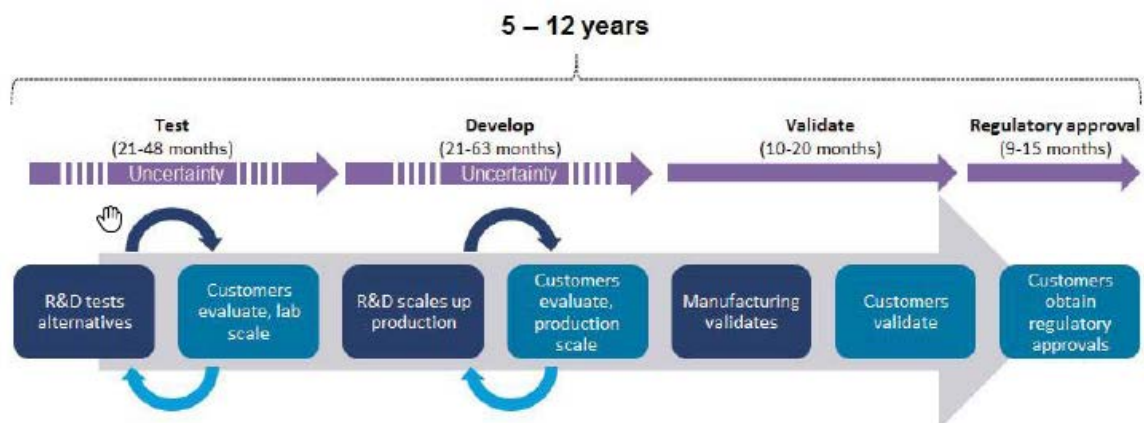 5 – 12 years
Test
(21-48 months)
Uncertainty
Develop
(21-63 months)
Uncertainty
Validate
(10-20 months)
Regulatory approval
(9-15 months)
R&D tests
alternatives
Customers
evaluate, lab
scale
R&D scales up
production
Customers
evaluate,
production
scale
Manufacturing
validates
Customers
validate
Customers
obtain
regulatory
approvals